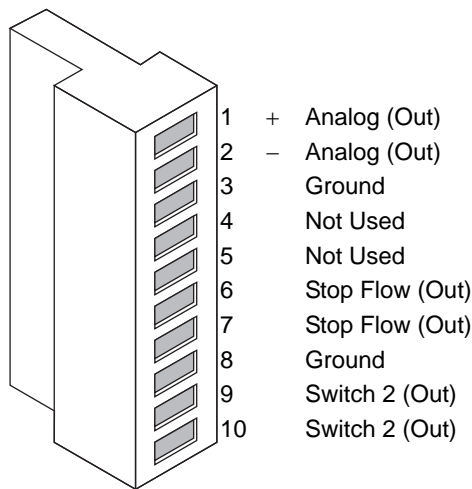 1 + Analog (Out)
2 − Analog (Out)
3 Ground
4 Not Used
5 Not Used
6 Stop Flow (Out)
7 Stop Flow (Out)
8 Ground
9 Switch 2 (Out)
10 Switch 2 (Out)